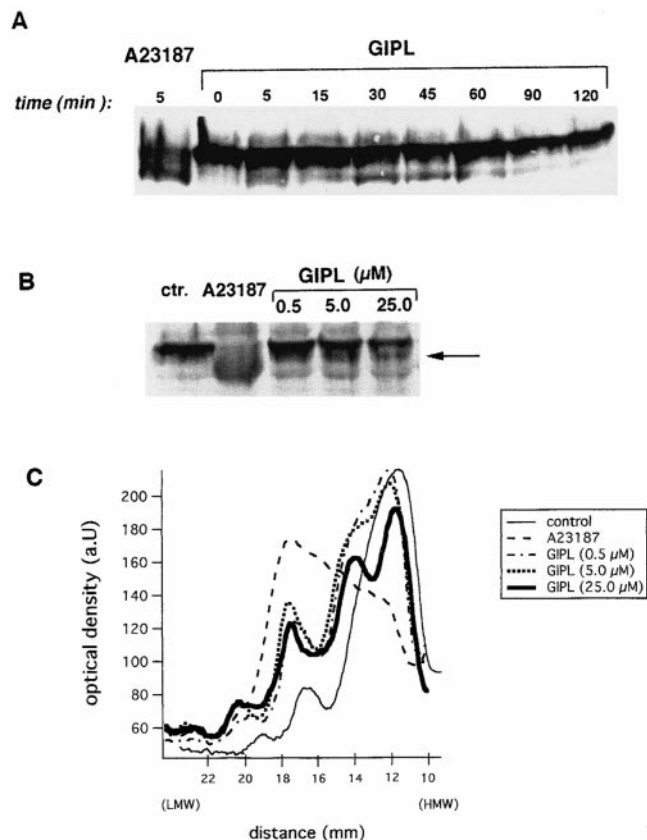 A
A23187 GIPL
time (min ): 5 0 5 15 30 45 60 90 120
B
ctr. A23187 GIPL (µM)
0.5 5.0 25.0
C
optical density (a.U)
200
180
160
140
120
100
80
60
22 20 18 16 14 12 10
(LMW) (HMW)
distance (mm)
control
A23187
GIPL (0.5 µM)
GIPL (5.0 µM)
GIPL (25.0 µM)